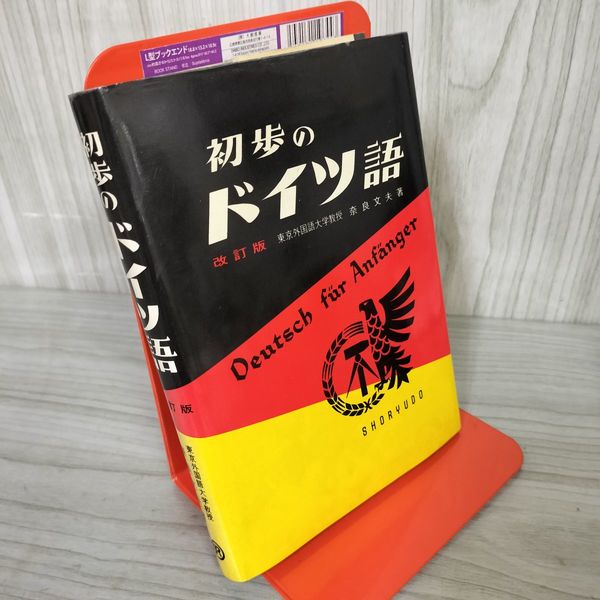 L型ブックエンド
BOOK STAND
初歩の
ドイツ語
改訂版 東京外国語大学教授 奈良文夫著
Deutsch für Anfänger
SHORYUDO
初歩のドイツ語
訂版
東京外国語大学教授